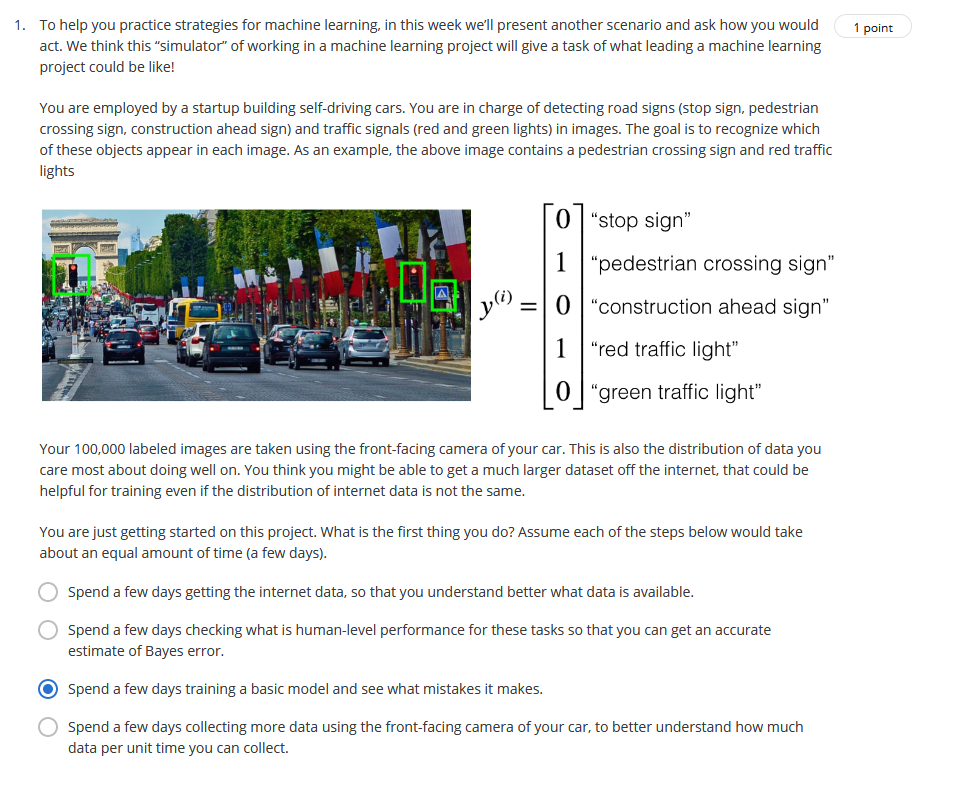 1. To help you practice strategies for machine learning, in this week we'll present another scenario and ask how you would
1 point
act. We think this "simulator" of working in a machine learning project will give a task of what leading a machine learning
project could be like!
You are employed by a startup building self-driving cars. You are in charge of detecting road signs (stop sign, pedestrian
crossing sign, construction ahead sign) and traffic signals (red and green lights) in images. The goal is to recognize which
of these objects appear in each image. As an example, the above image contains a pedestrian crossing sign and red traffic
lights
0 “stop sign”
1 “pedestrian crossing sign”
y(i) = 0 “construction ahead sign”
1 “red traffic light”
0 “green traffic light”
Your 100,000 labeled images are taken using the front-facing camera of your car. This is also the distribution of data you
care most about doing well on. You think you might be able to get a much larger dataset off the internet, that could be
helpful for training even if the distribution of internet data is not the same.
You are just getting started on this project. What is the first thing you do? Assume each of the steps below would take
about an equal amount of time (a few days).
Spend a few days getting the internet data, so that you understand better what data is available.
Spend a few days checking what is human-level performance for these tasks so that you can get an accurate
estimate of Bayes error.
Spend a few days training a basic model and see what mistakes it makes.
Spend a few days collecting more data using the front-facing camera of your car, to better understand how much
data per unit time you can collect.